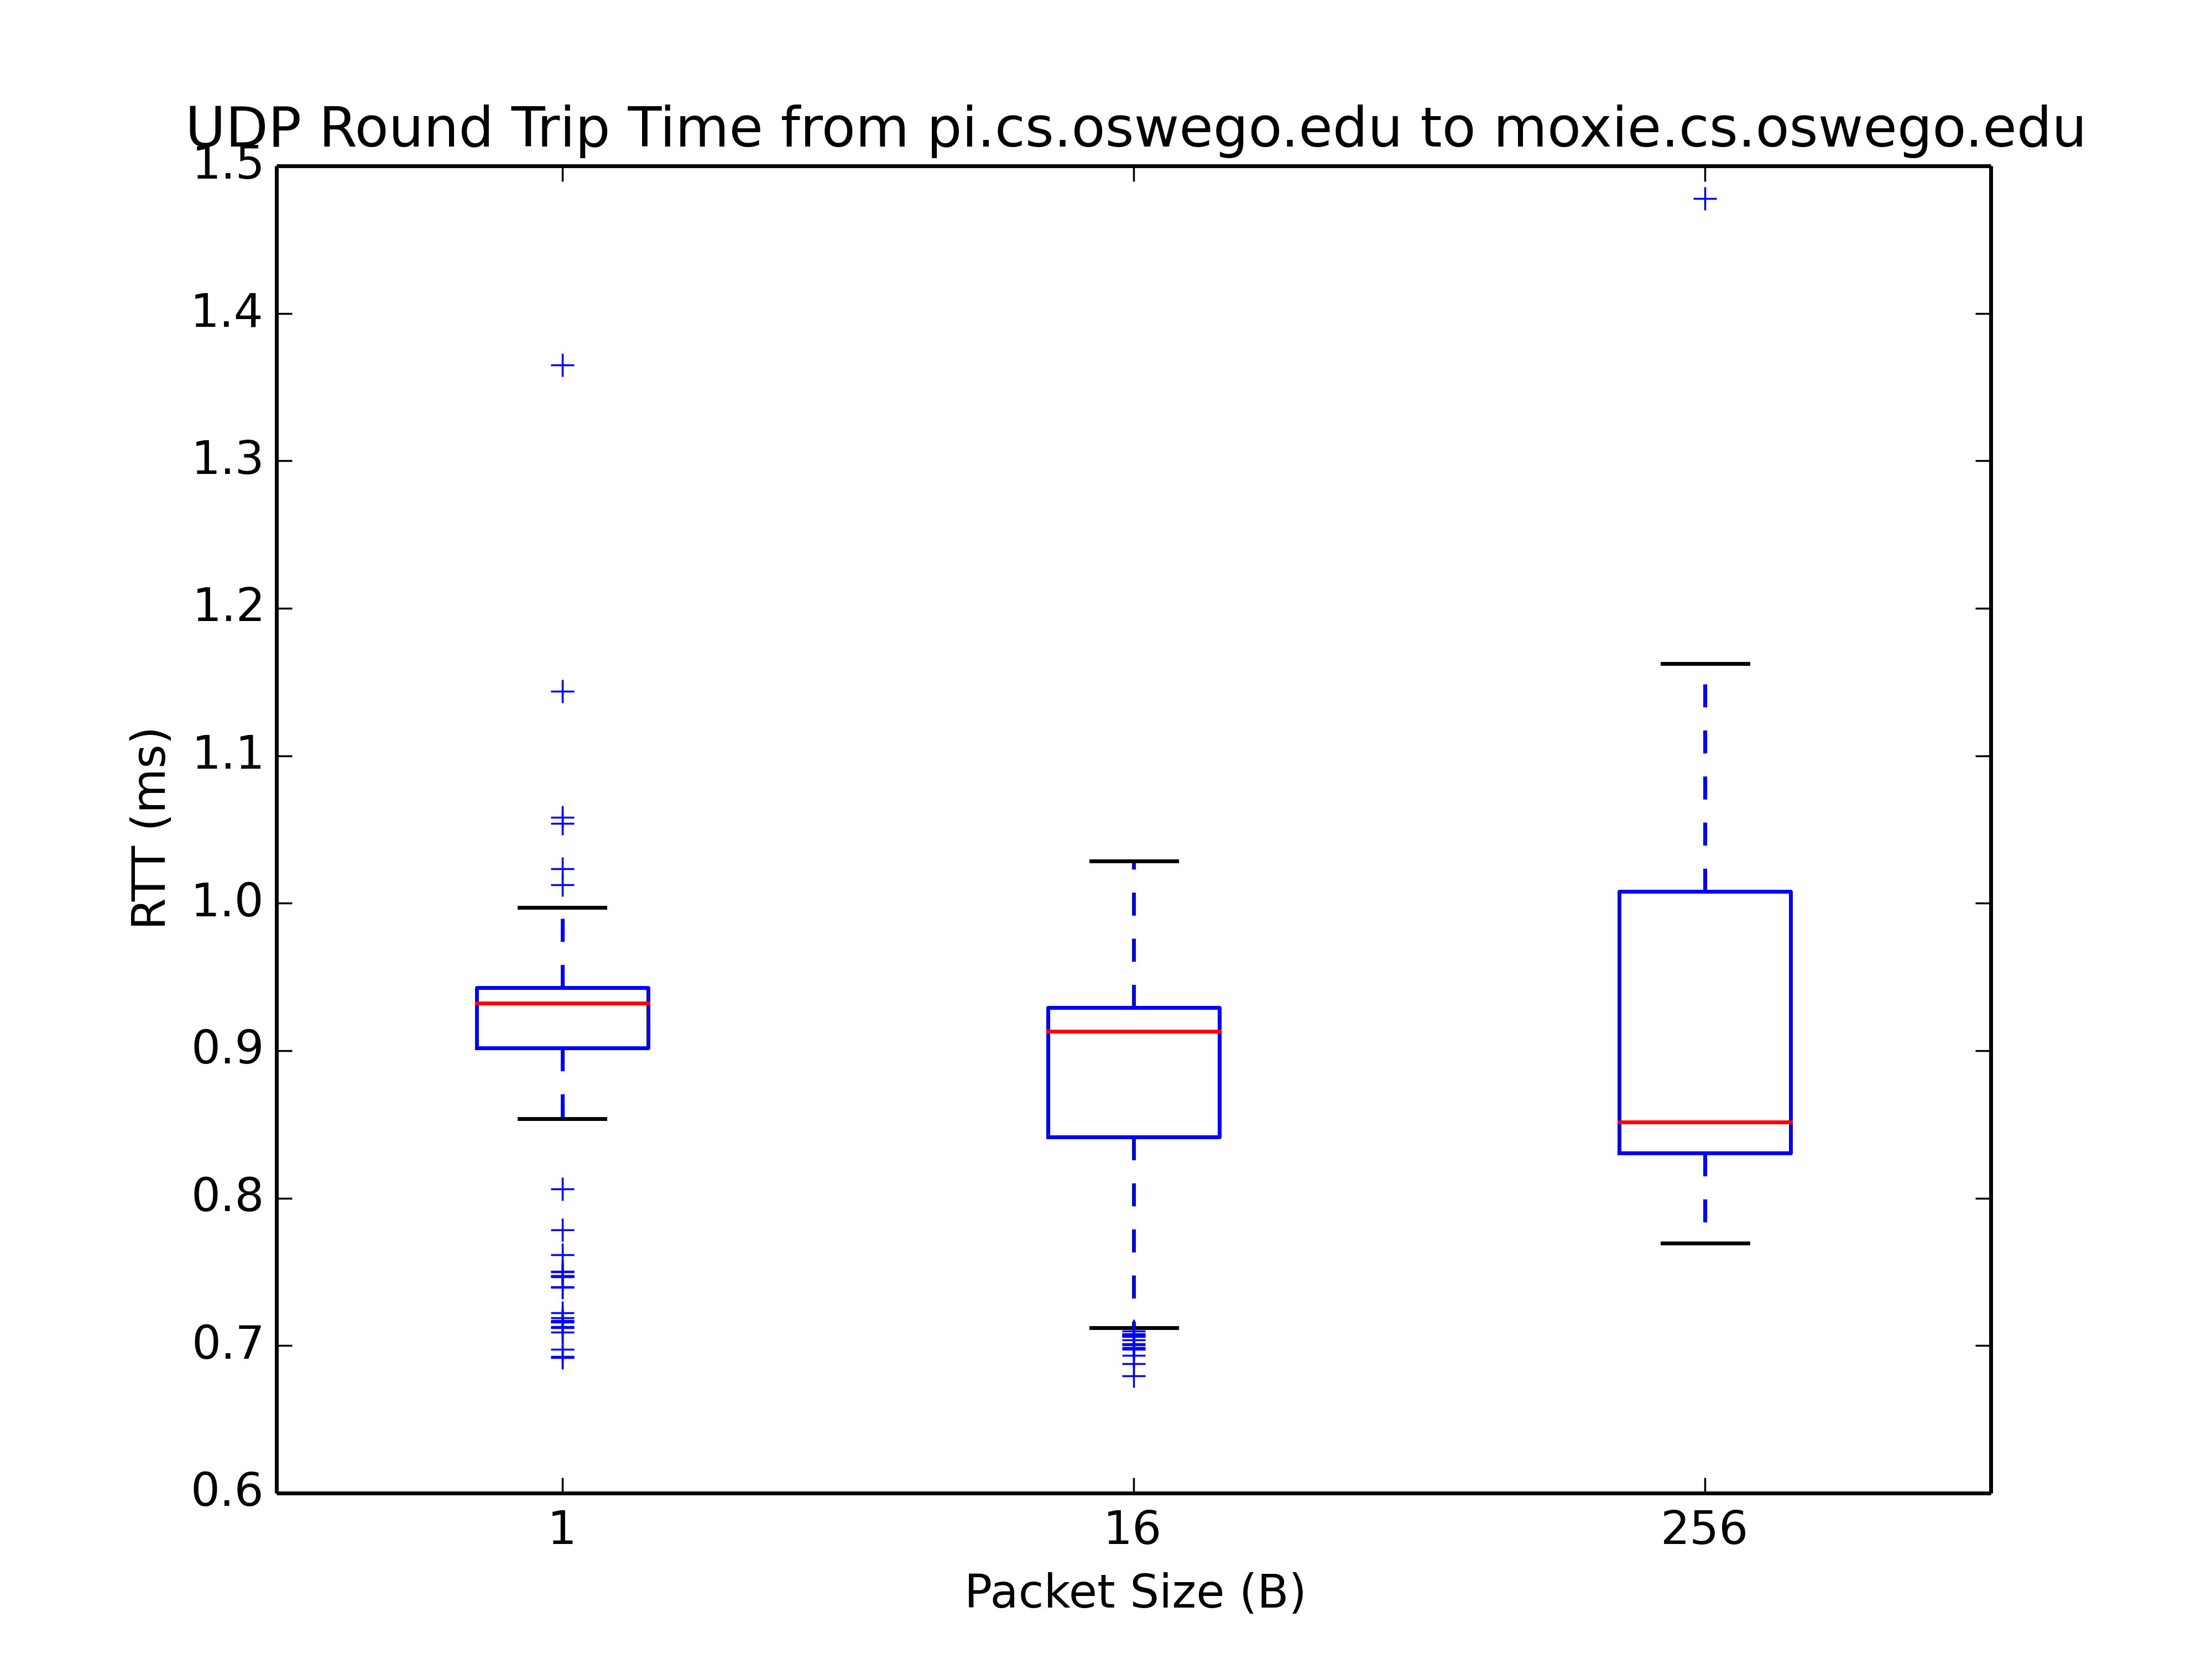 UDP Round Trip Time from pi.cs.oswego.edu to moxie.cs.oswego.edu
1.5
1.4
1.3
1.2
1.1
1.0
0.9
0.8
0.7
0.6
RTT (ms)
1 16 256
Packet Size (B)